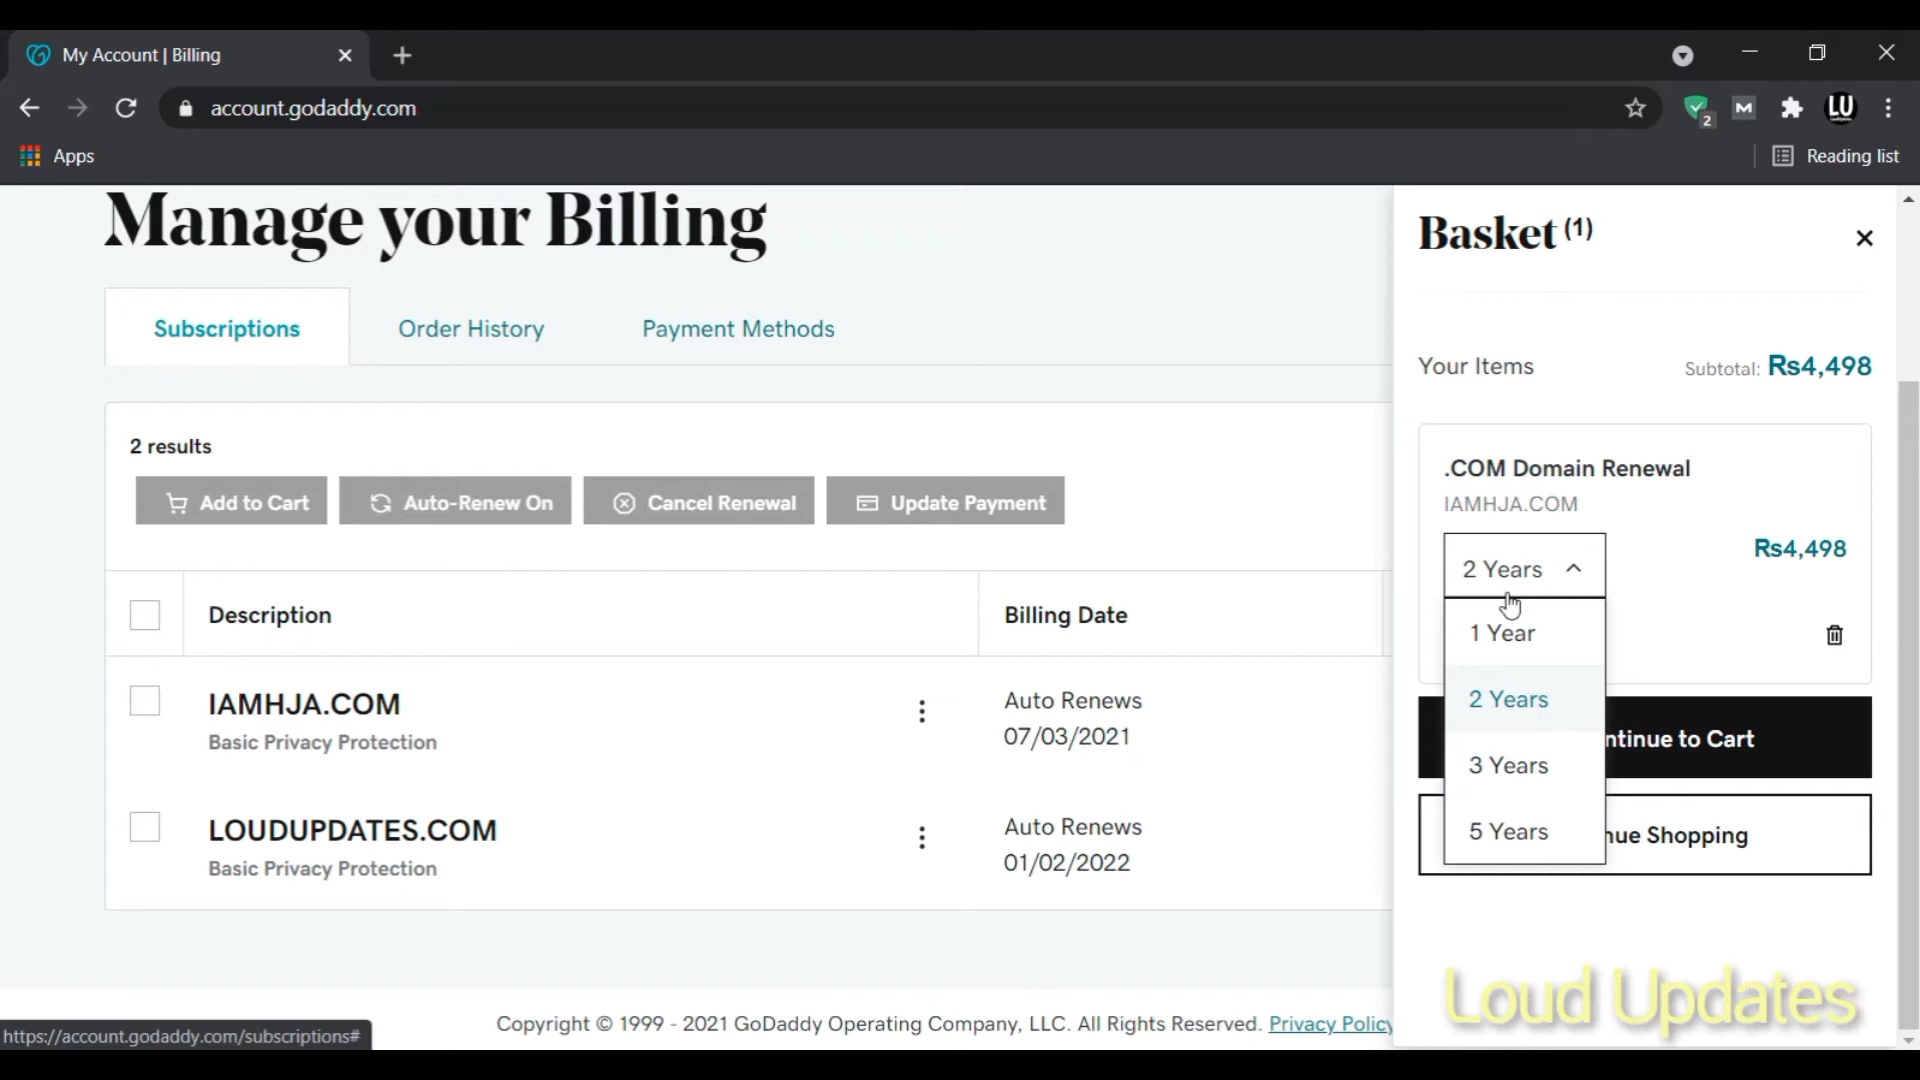 My Account | Billing
account.godaddy.com
2
LU
Apps
Reading list
Manage your Billing
Subscriptions
Order History
Payment Methods
2 results
Add to Cart
Auto-Renew On
Cancel Renewal
Update Payment
Description
Billing Date
IAMHJA.COM
Basic Privacy Protection
Auto Renews
07/03/2021
LOUDUPDATES.COM
Basic Privacy Protection
Auto Renews
01/02/2022
Basket (1)
Your Items
Subtotal: Rs4,498
.COM Domain Renewal
IAMHJA.COM
2 Years
Rs4,498
1 Year
2 Years
3 Years
5 Years
ntinue to Cart
nue Shopping
Loud Updates
Copyright © 1999 - 2021 GoDaddy Operating Company, LLC. All Rights Reserved. Privacy Policy
https://account.godaddy.com/subscriptions#